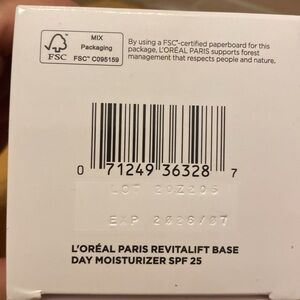 MIX
Packaging
FSC
FSC® C095159
By using a FSC®-certified paperboard for this
package, L'ORÉAL PARIS supports forest
management that respects people and nature.
0 71249 36328 7
LOT 20Z206
EXP 2026/07
L'ORÉAL PARIS REVITALIFT BASE
DAY MOISTURIZER SPF 25